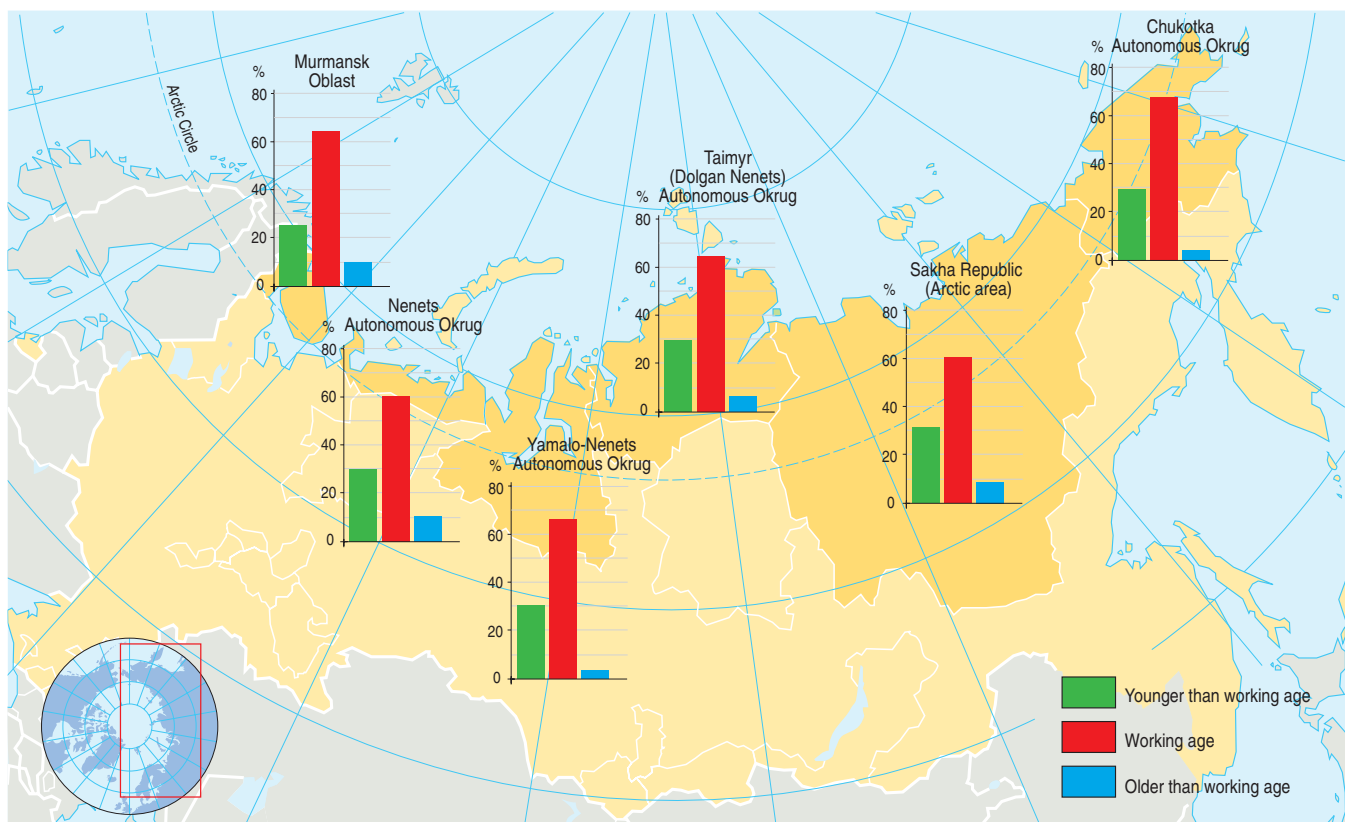 Chukotka
Autonomous Okrug
%
80
60
40
20
0
Murmansk
Oblast
%
80
60
40
20
0
Arctic Circle
Taimyr
(Dolgan Nenets)
Autonomous Okrug
%
80
60
40
20
0
Sakha Republic
(Arctic area)
%
80
60
40
20
0
Nenets
Autonomous Okrug
%
80
60
40
20
0
Yamalo-Nenets
Autonomous Okrug
%
80
60
40
20
0
Younger than working age
Working age
Older than working age